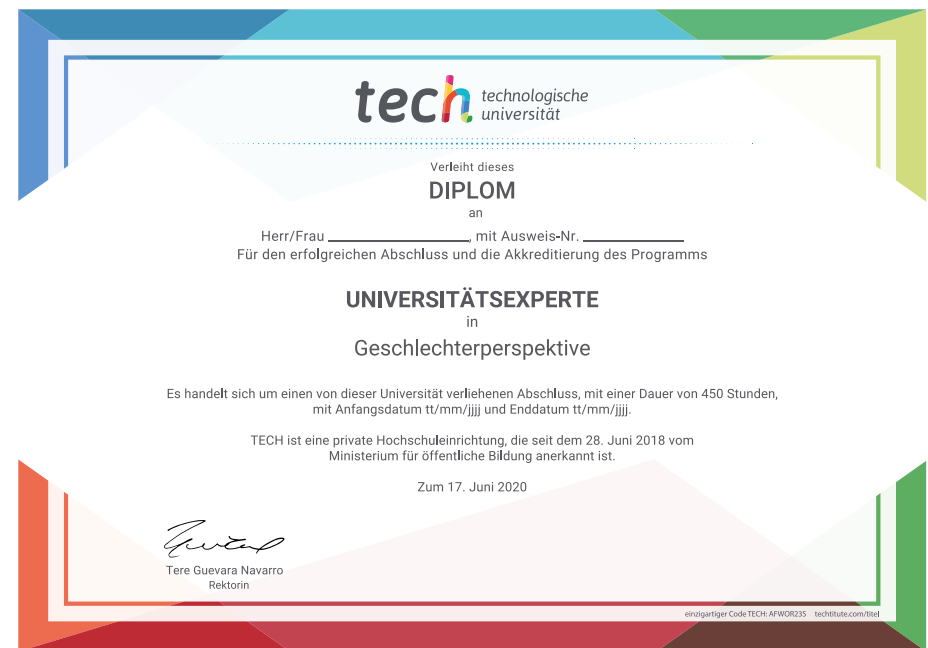 tech technologische
universität
Verleiht dieses
DIPLOM
an
Herr/Frau ____________________, mit Ausweis-Nr. ______________
Für den erfolgreichen Abschluss und die Akkreditierung des Programms
UNIVERSITÄTSEXPERTE
in
Geschlechterperspektive
Es handelt sich um einen von dieser Universität verliehenen Abschluss, mit einer Dauer von 450 Stunden,
mit Anfangsdatum tt/mm/jjjj und Enddatum tt/mm/jjjj.
TECH ist eine private Hochschuleinrichtung, die seit dem 28. Juni 2018 vom
Ministerium für öffentliche Bildung anerkannt ist.
Zum 17. Juni 2020
Tere Guevara Navarro
Rektorin
einzigartiger Code TECH: AFWOR23S techtitute.com/titel